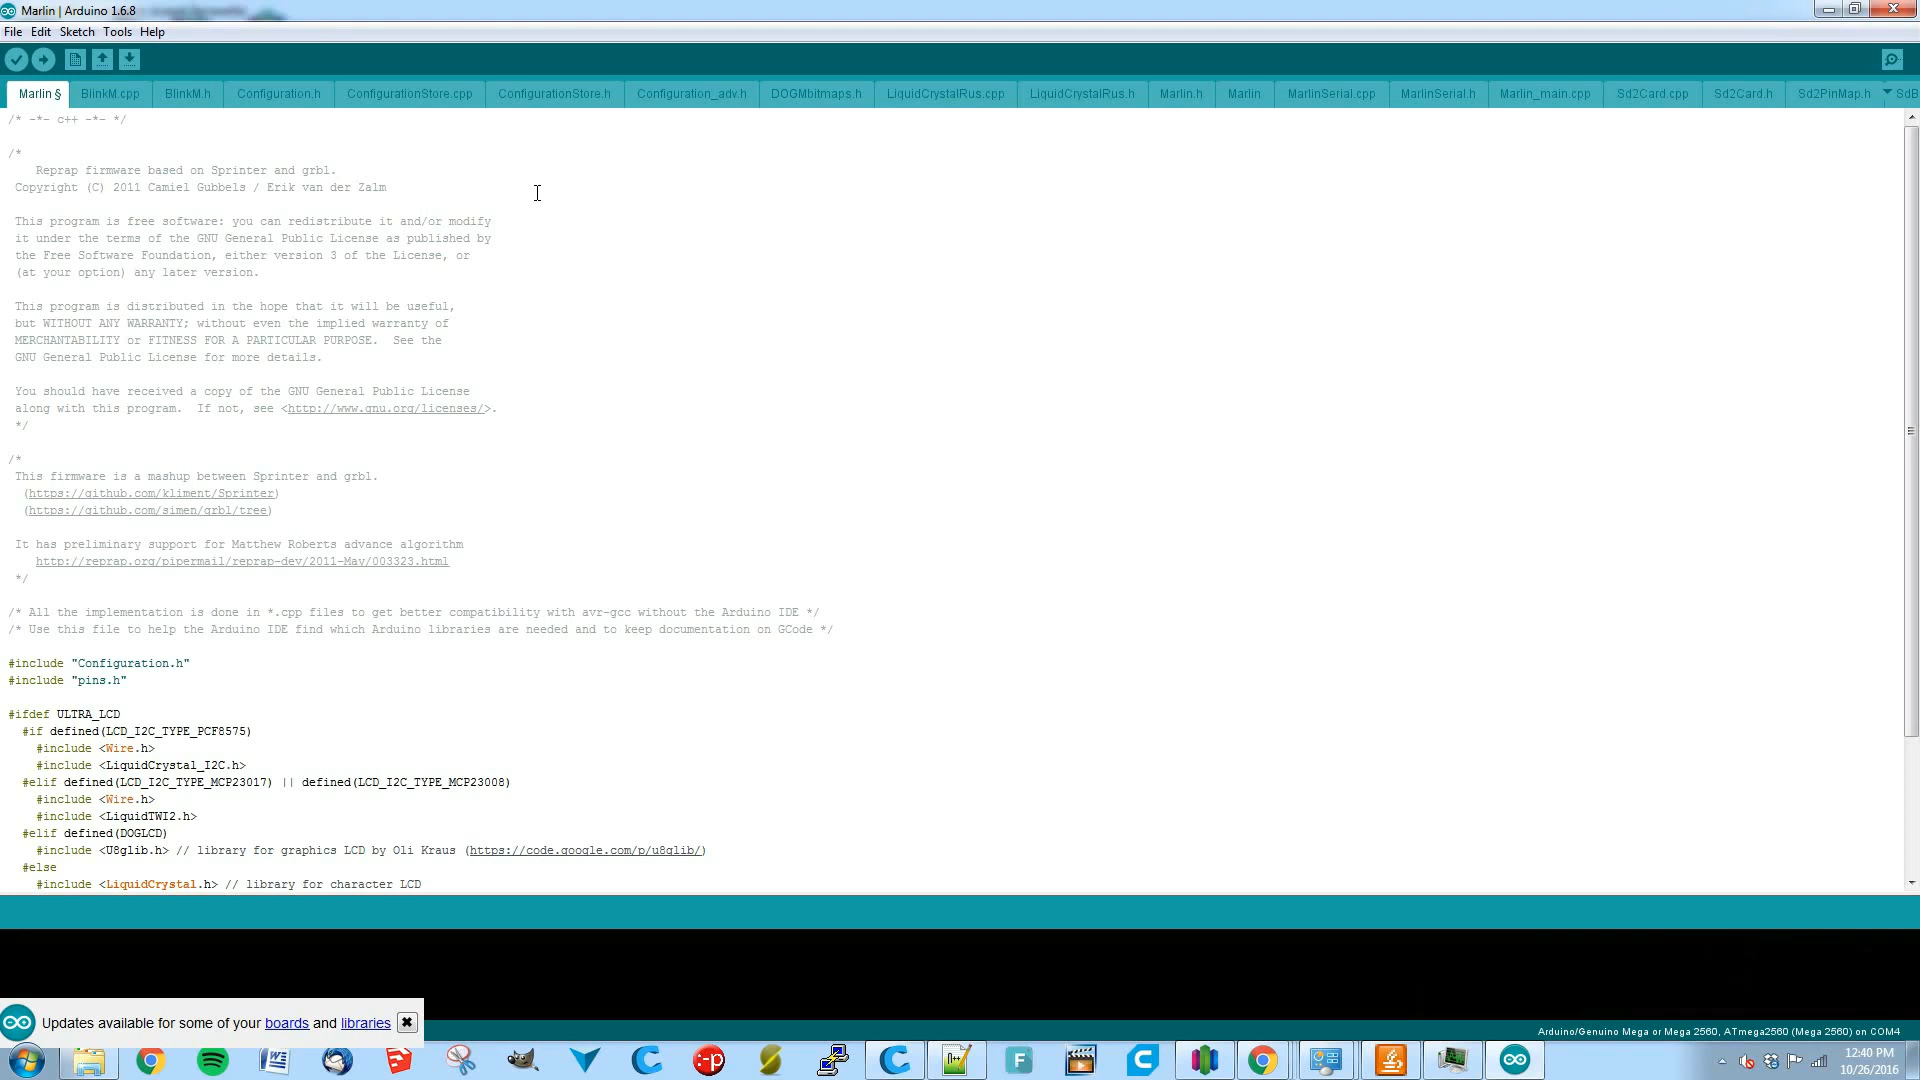 Marlin | Arduino 1.6.8
File Edit Sketch Tools Help
Marlin § BlinkM.cpp BlinkM.h Configuration.h ConfigurationStore.cpp ConfigurationStore.h Configuration_adv.h DOGMbitmaps.h LiquidCrystalRus.cpp LiquidCrystalRus.h Marlin.h Marlin MarlinSerial.cpp MarlinSerial.h Marlin_main.cpp Sd2Card.cpp Sd2Card.h Sd2PinMap.h SdB
/* -*- c++ -*- */
/*
Reprap firmware based on Sprinter and grbl.
Copyright (C) 2011 Camiel Gubbels / Erik van der Zalm
This program is free software: you can redistribute it and/or modify
it under the terms of the GNU General Public License as published by
the Free Software Foundation, either version 3 of the License, or
(at your option) any later version.
This program is distributed in the hope that it will be useful,
but WITHOUT ANY WARRANTY; without even the implied warranty of
MERCHANTABILITY or FITNESS FOR A PARTICULAR PURPOSE.  See the
GNU General Public License for more details.
You should have received a copy of the GNU General Public License
along with this program.  If not, see <http://www.gnu.org/licenses/>.
*/
/*
This firmware is a mashup between Sprinter and grbl.
(https://github.com/kliment/Sprinter)
(https://github.com/simen/grbl/tree)
It has preliminary support for Matthew Roberts advance algorithm
http://reprap.org/pipermail/reprap-dev/2011-May/003323.html
*/
/* All the implementation is done in *.cpp files to get better compatibility with avr-gcc without the Arduino IDE */
/* Use this file to help the Arduino IDE find which Arduino libraries are needed and to keep documentation on GCode */
#include "Configuration.h"
#include "pins.h"
#ifdef ULTRA_LCD
#if defined(LCD_I2C_TYPE_PCF8575)
#include <Wire.h>
#include <LiquidCrystal_I2C.h>
#elif defined(LCD_I2C_TYPE_MCP23017) || defined(LCD_I2C_TYPE_MCP23008)
#include <Wire.h>
#include <LiquidTWI2.h>
#elif defined(DOGLCD)
#include <U8glib.h> // library for graphics LCD by Oli Kraus (https://code.google.com/p/u8glib/)
#else
#include <LiquidCrystal.h> // library for character LCD
Updates available for some of your boards and libraries
Arduino/Genuino Mega or Mega 2560, ATmega2560 (Mega 2560) on COM4
12:40 PM
10/26/2016